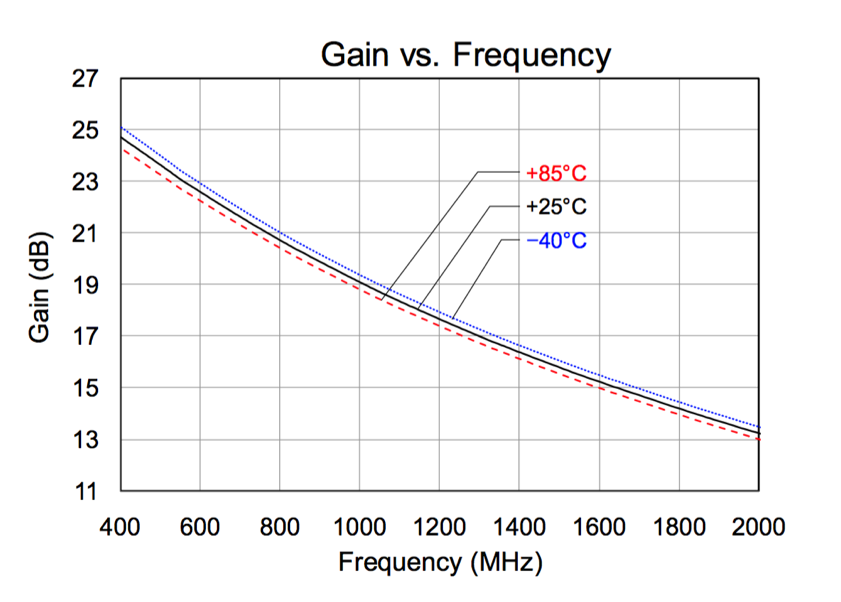 Gain vs. Frequency
27
25
23
21
19
17
15
13
11
Gain (dB)
+85°C
+25°C
−40°C
400 600 800 1000 1200 1400 1600 1800 2000
Frequency (MHz)